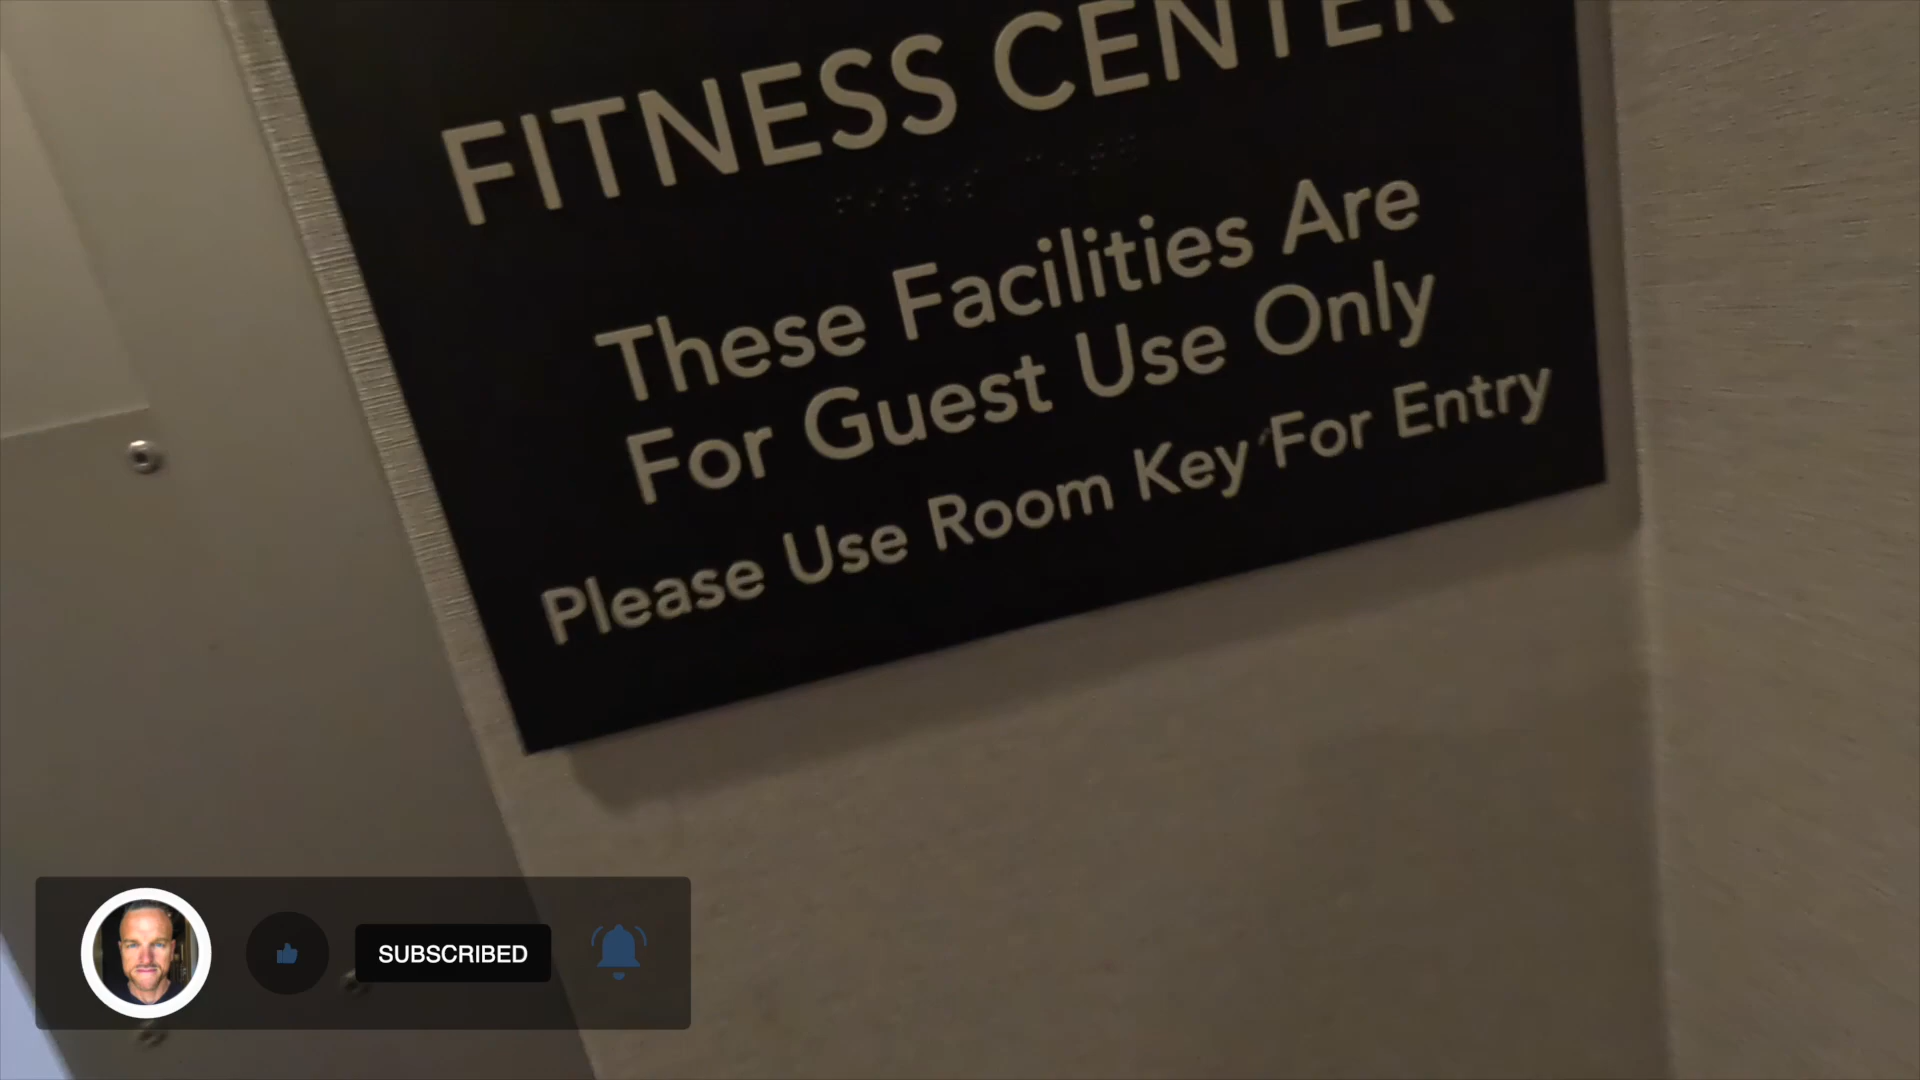 FITNESS CENTER
These Facilities Are
For Guest Use Only
Please Use Room Key For Entry
SUBSCRIBED